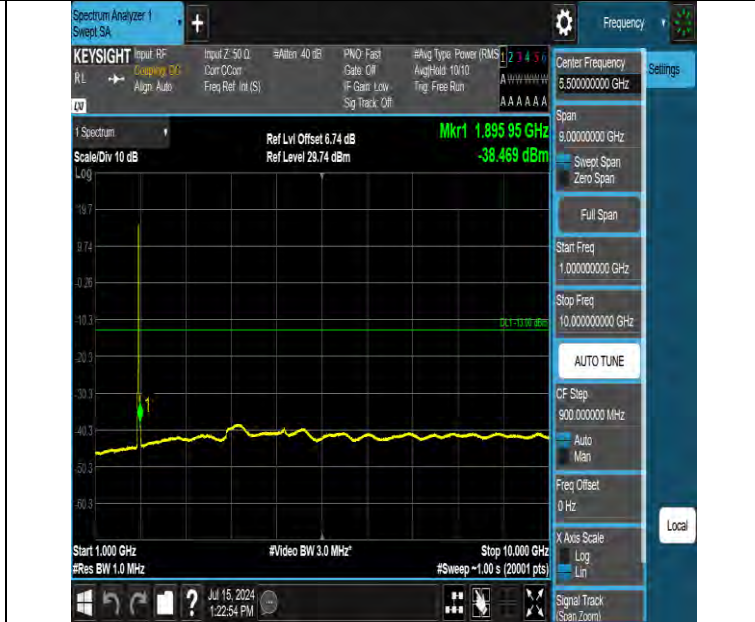 Spectrum Analyzer 1
Swept SA
+
Frequency
KEYSIGHT
RL
LXI
Input: RF
Coupling: DC
Align: Auto
Input Z: 50 Ω
Corr CCorr
Freq Ref: Int (S)
#Atten: 40 dB
PNO: Fast
Gate: Off
IF Gain: Low
Sig Track: Off
#Avg Type: Power (RMS
Avg|Hold: 10/10
Trig: Free Run
1 2 3 4 5 6
A W W W W W
A A A A A A
1 Spectrum
Scale/Div 10 dB
Log
Ref Lvl Offset 6.74 dB
Ref Level 29.74 dBm
Mkr1 1.895 95 GHz
-38.469 dBm
19.7
9.74
-0.26
-10.3
-20.3
-30.3
-40.3
-50.3
-60.3
DL1 -13.00 dBm
1
Start 1.000 GHz
#Res BW 1.0 MHz
#Video BW 3.0 MHz*
Stop 10.000 GHz
#Sweep ~1.00 s (20001 pts)
Jul 15, 2024
1:22:54 PM
?
Center Frequency
5.500000000 GHz
Settings
Span
9.00000000 GHz
Swept Span
Zero Span
Full Span
Start Freq
1.000000000 GHz
Stop Freq
10.000000000 GHz
AUTO TUNE
CF Step
900.000000 MHz
Auto
Man
Freq Offset
0 Hz
X Axis Scale
Log
Lin
Local
Signal Track
(Span Zoom)